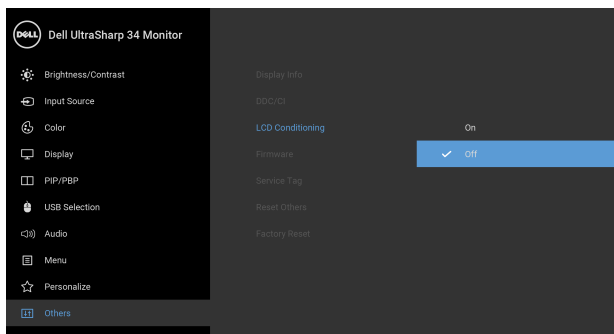 DELL Dell UltraSharp 34 Monitor
Brightness/Contrast
Input Source
Color
Display
PIP/PBP
USB Selection
Audio
Menu
Personalize
Others
Display Info
DDC/CI
LCD Conditioning
Firmware
Service Tag
Reset Others
Factory Reset
On
Off